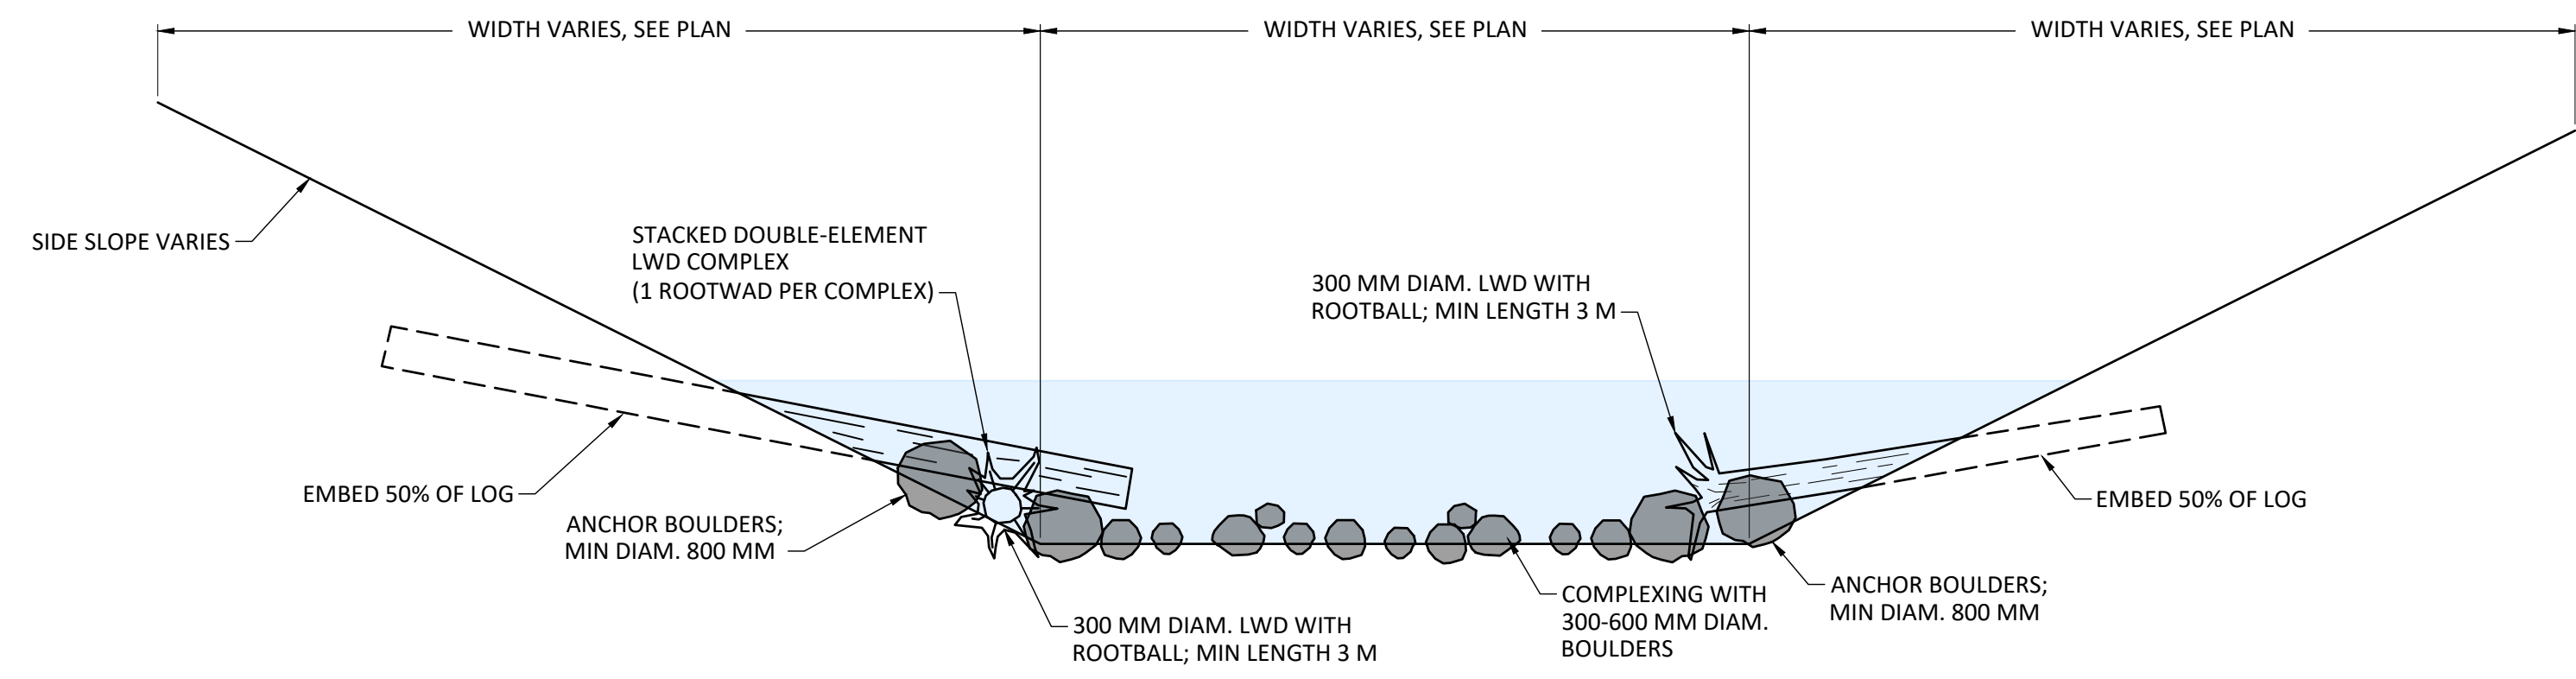 WIDTH VARIES, SEE PLAN
WIDTH VARIES, SEE PLAN
WIDTH VARIES, SEE PLAN
SIDE SLOPE VARIES
STACKED DOUBLE-ELEMENT
LWD COMPLEX
(1 ROOTWAD PER COMPLEX)
300 MM DIAM. LWD WITH
ROOTBALL; MIN LENGTH 3 M
EMBED 50% OF LOG
EMBED 50% OF LOG
ANCHOR BOULDERS;
MIN DIAM. 800 MM
300 MM DIAM. LWD WITH
ROOTBALL; MIN LENGTH 3 M
COMPLEXING WITH
300-600 MM DIAM.
BOULDERS
ANCHOR BOULDERS;
MIN DIAM. 800 MM